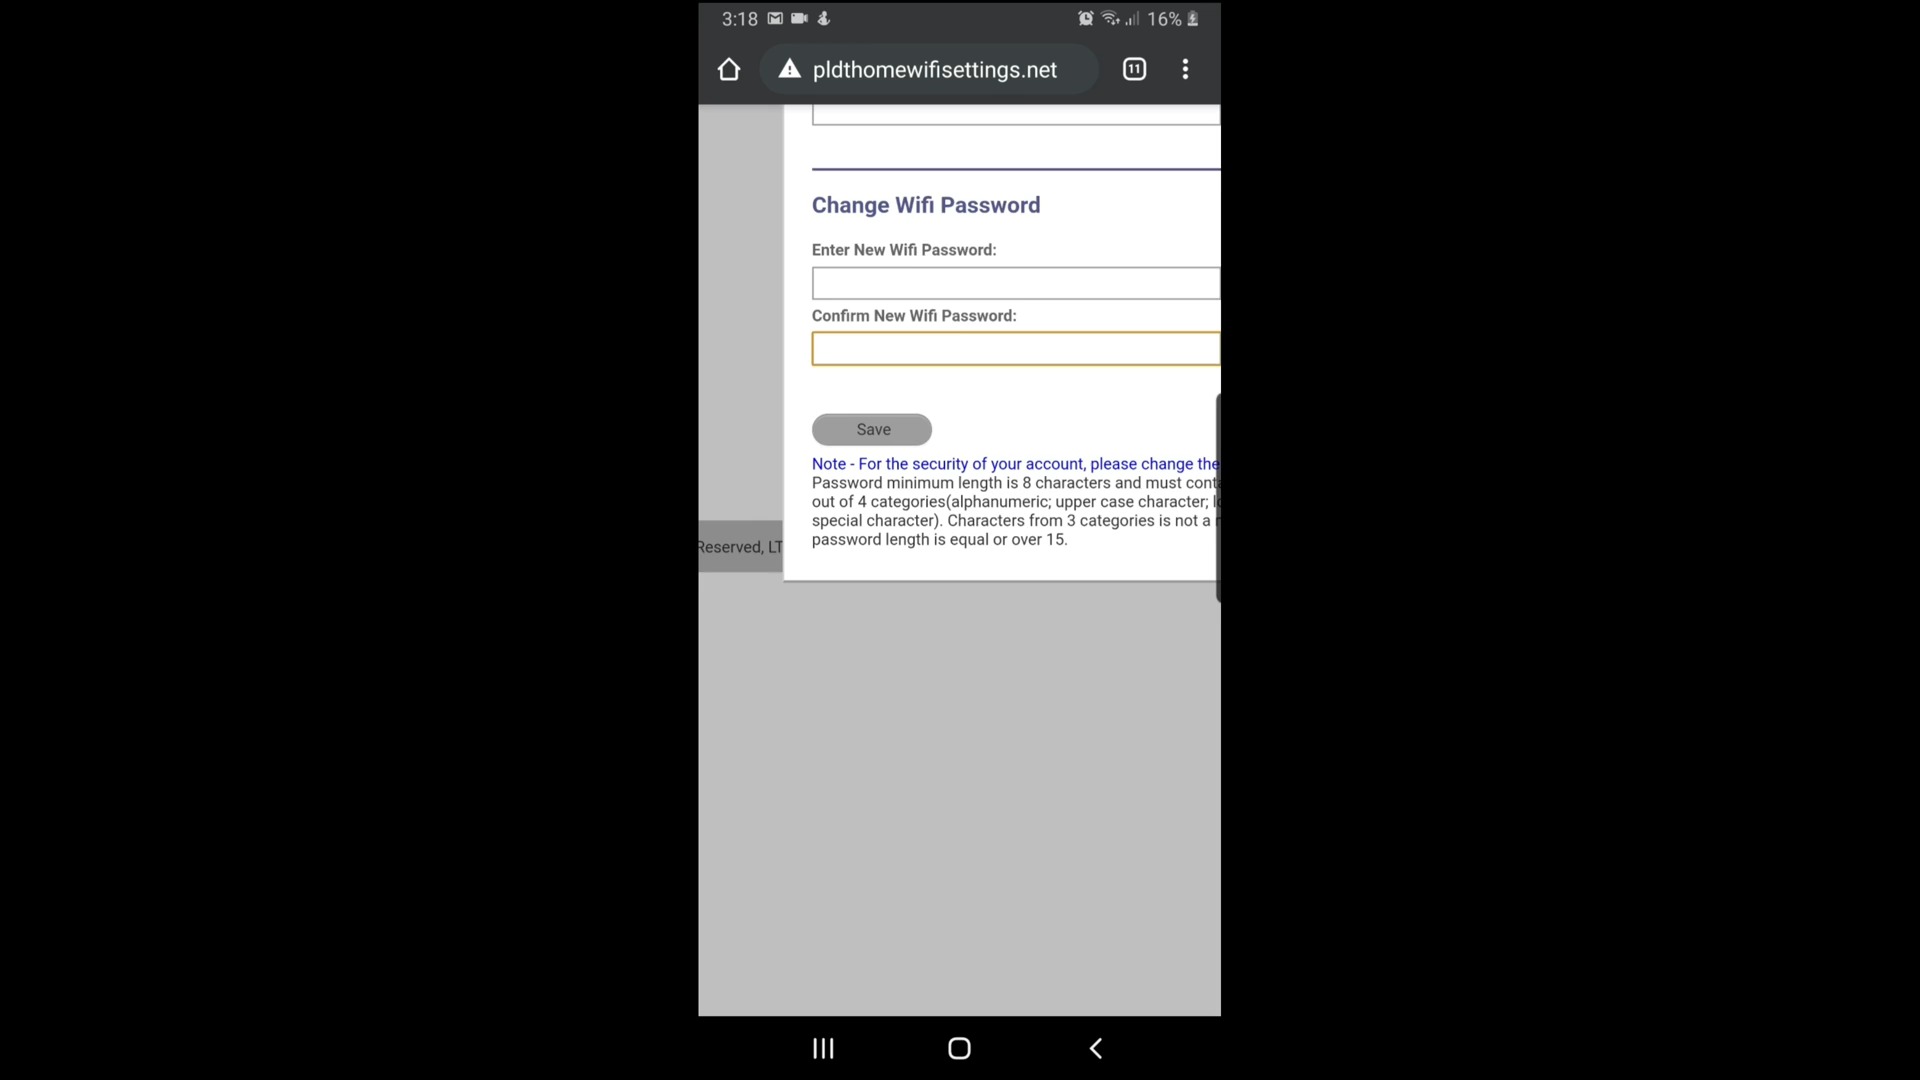 3:18
16%
pldthomewifisettings.net
11
Change Wifi Password
Enter New Wifi Password:
Confirm New Wifi Password:
Save
Note - For the security of your account, please change the
Password minimum length is 8 characters and must
out of 4 categories(alphanumeric; upper case character;
special character). Characters from 3 categories is not a
Reserved,
password length is equal or over 15.